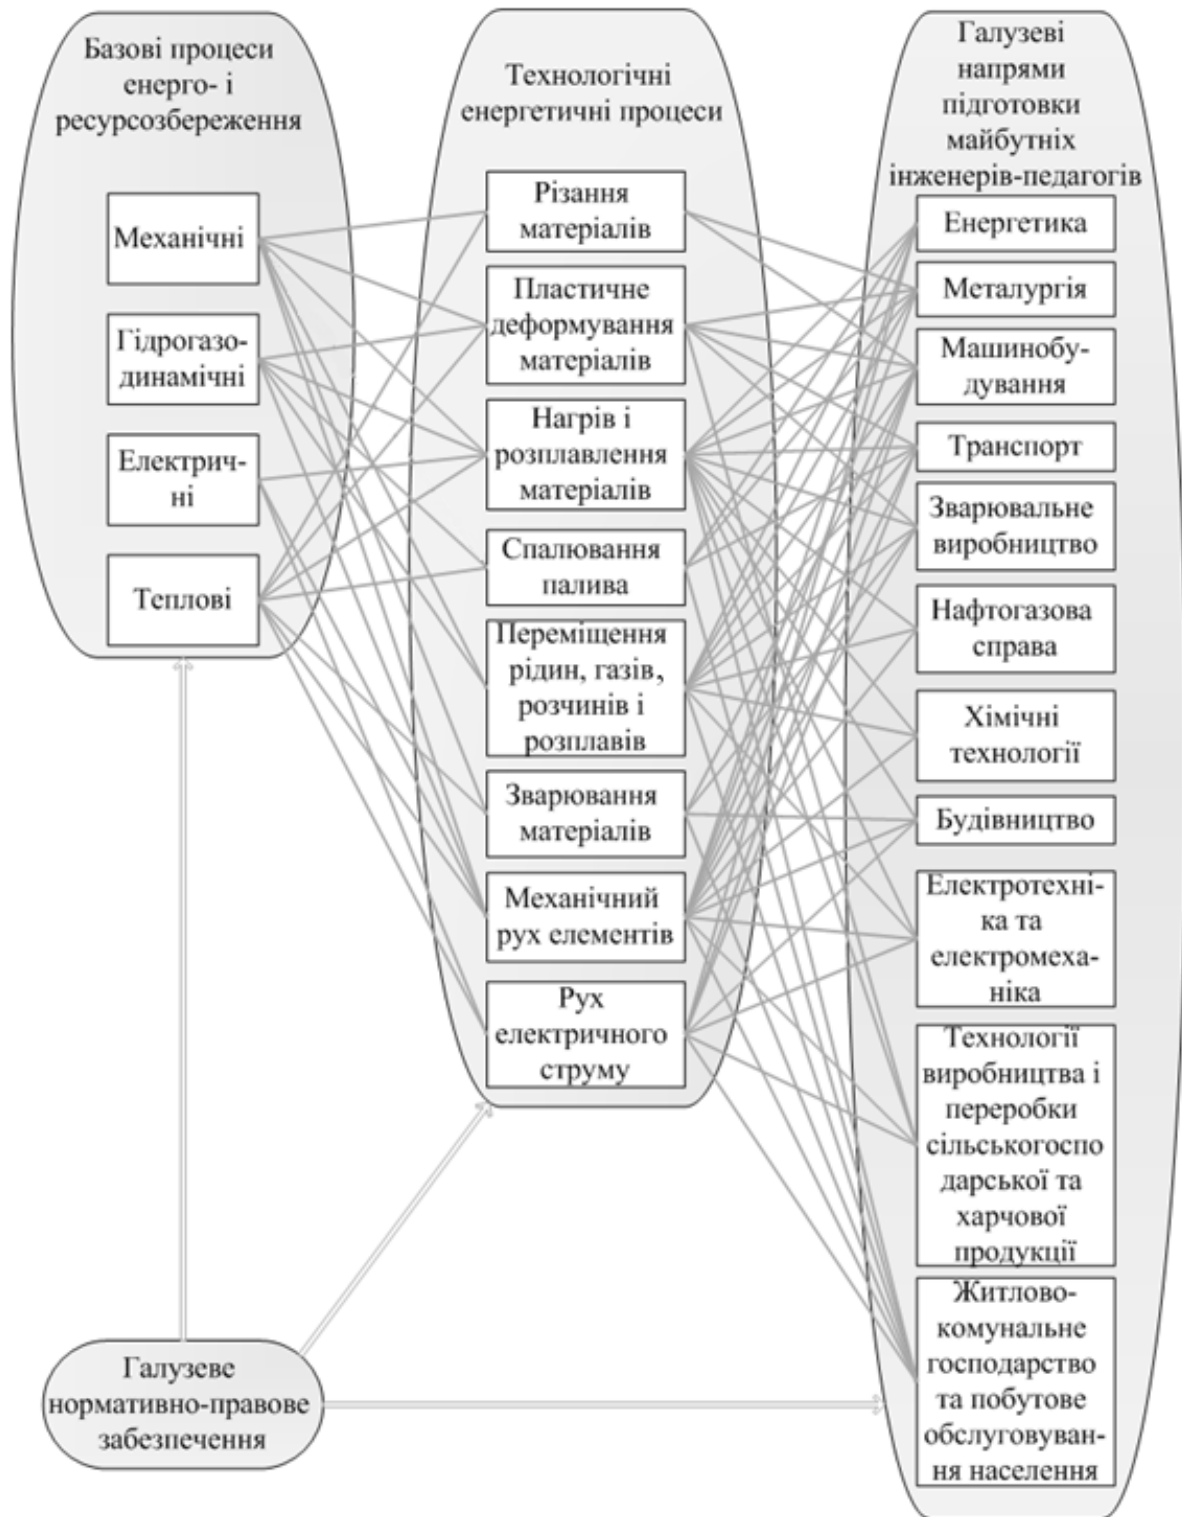 Базові процеси
енерго- і
ресурсозбереження
Механічні
Гідрогазо-
динамічні
Електрич-
ні
Теплові
Технологічні
енергетичні процеси
Різання
матеріалів
Пластичне
деформування
матеріалів
Нагрів і
розплавлення
матеріалів
Спалювання
палива
Переміщення
рідин, газів,
розчинів і
розплавів
Зварювання
матеріалів
Механічний
рух елементів
Рух
електричного
струму
Галузеві
напрями
підготовки
майбутніх
інженерів-педагогів
Енергетика
Металургія
Машинобу-
дування
Транспорт
Зварювальне
виробництво
Нафтогазова
справа
Хімічні
технології
Будівництво
Електротехні-
ка та
електромеха-
ніка
Технології
виробництва і
переробки
сільськогоспо
дарської та
харчової
продукції
Житлово-
комунальне
господарство
та побутове
обслуговуван-
ня населення
Галузеве
нормативно-правове
забезпечення